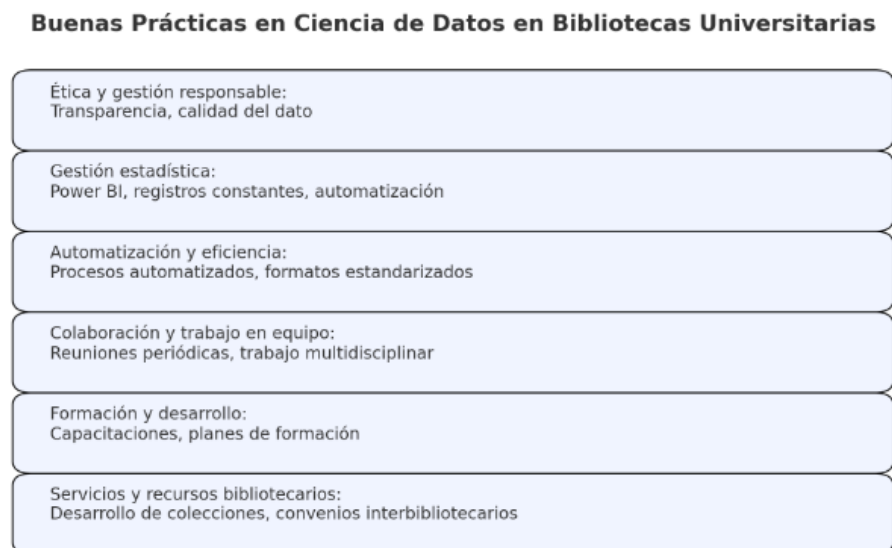 Buenas Prácticas en Ciencia de Datos en Bibliotecas Universitarias
Ética y gestión responsable:
Transparencia, calidad del dato
Gestión estadística:
Power BI, registros constantes, automatización
Automatización y eficiencia:
Procesos automatizados, formatos estandarizados
Colaboración y trabajo en equipo:
Reuniones periódicas, trabajo multidisciplinar
Formación y desarrollo:
Capacitaciones, planes de formación
Servicios y recursos bibliotecarios:
Desarrollo de colecciones, convenios interbibliotecarios